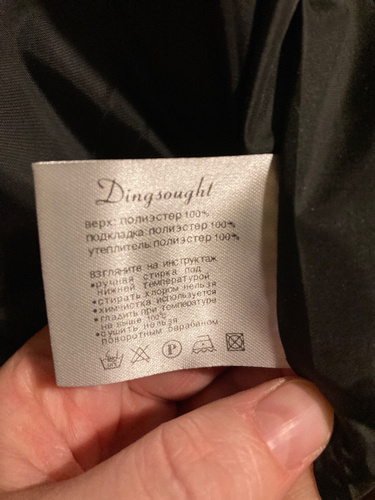 Dingsought
верх: полиэстер 100%
подкладка: полиэстер 100%
утеплитель: полиэстер 100%
взгляните на инструктаж
•ручная стирка под
нижней температурой
•стирать хлором нельзя
•химчистка используется
•гладить при температуре
не выше 100℃
•сушить нельзя
поворотным барабаном
P